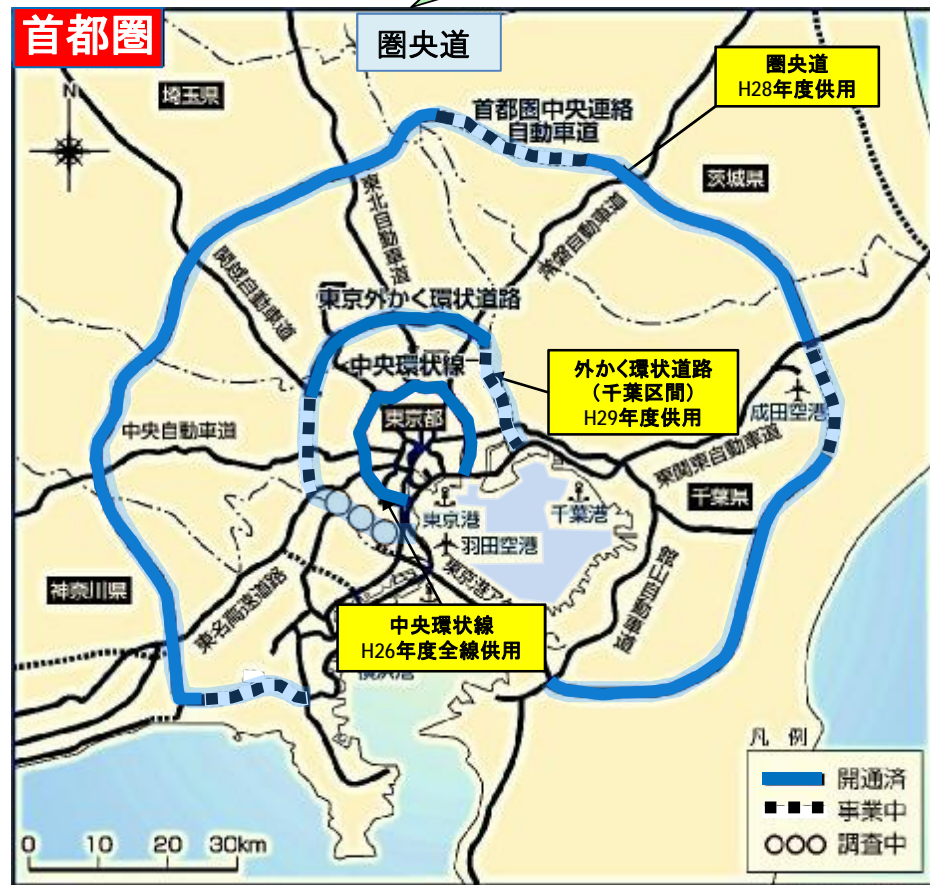 首都圏
圏央道
圏央道
H28年度供用
N
埼玉県
首都圏中央連絡
自動車道
茨城県
東北自動車道
常磐自動車道
関越自動車道
東京外かく環状道路
中央環状線
外かく環状道路
（千葉区間）
H29年度供用
東京都
成田空港
中央自動車道
東関東自動車道
千葉県
東京港
千葉港
羽田空港
神奈川県
東名高速道路
東京港ア
館山自動車道
中央環状線
H26年度全線供用
横浜港
凡 例
開通済
事業中
調査中
0 10 20 30km